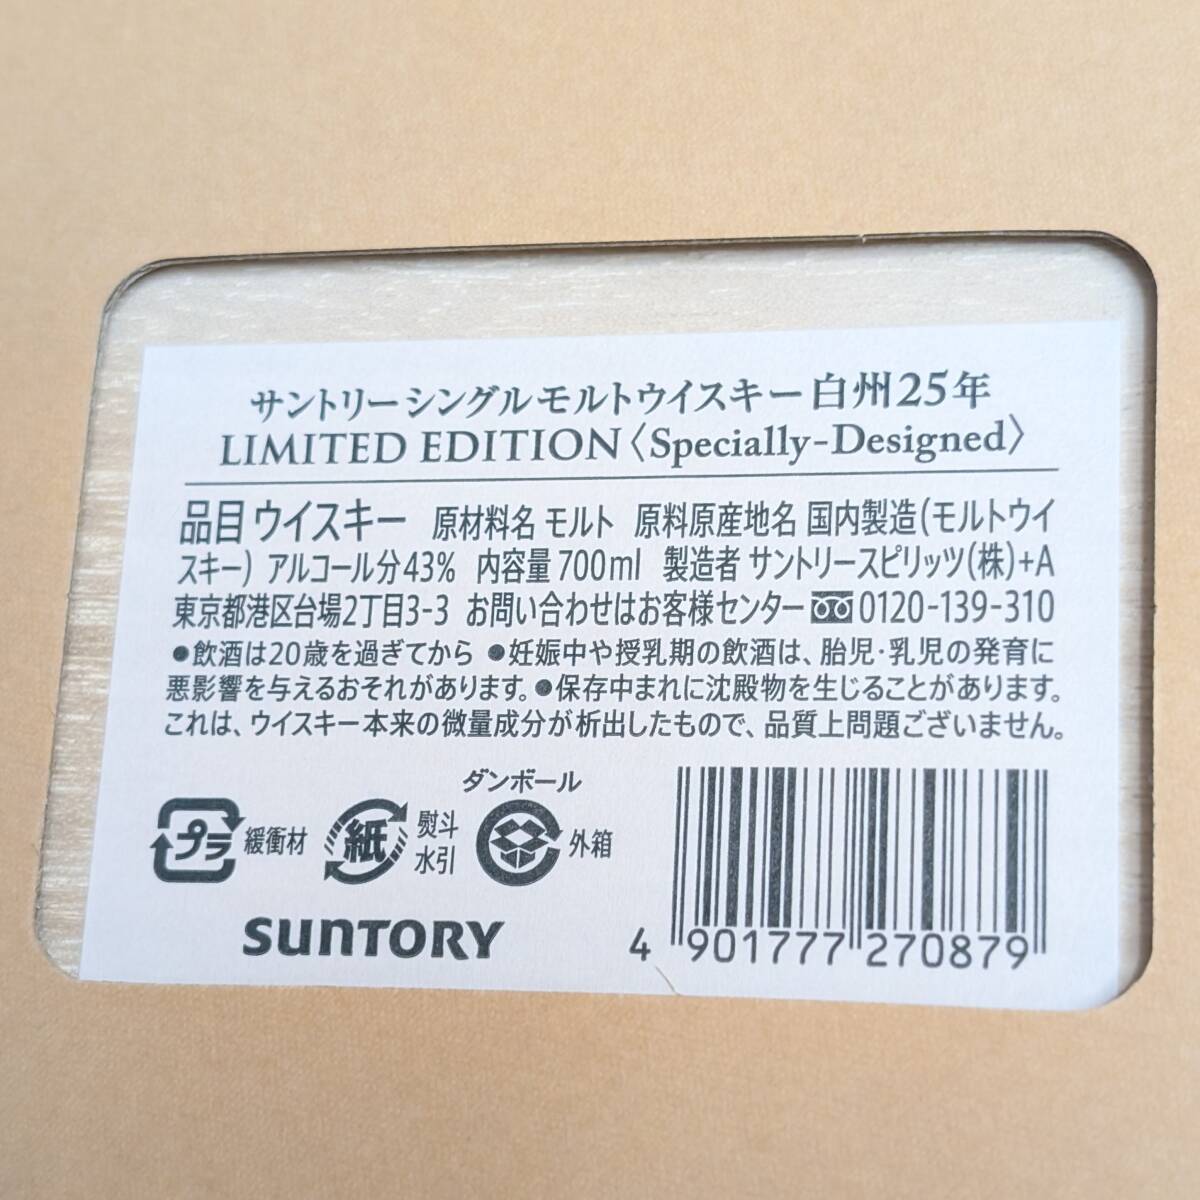 サントリーシングルモルトウイスキー白州25年
LIMITED EDITION〈Specially-Designed〉
品目 ウイスキー 原材料名 モルト 原料原産地名 国内製造(モルトウイ
スキー) アルコール分43% 内容量 700ml 製造者 サントリースピリッツ(株)+A
東京都港区台場2丁目3-3 お問い合わせはお客様センター 0120-139-310
●飲酒は20歳を過ぎてから ●妊娠中や授乳期の飲酒は、胎児・乳児の発育に
悪影響を与えるおそれがあります。●保存中まれに沈殿物を生じることがあります。
これは、ウイスキー本来の微量成分が析出したもので、品質上問題ございません。
ダンボール
プラ 緩衝材 紙 熨斗
水引 外箱
SUNTORY
4 901777 270879